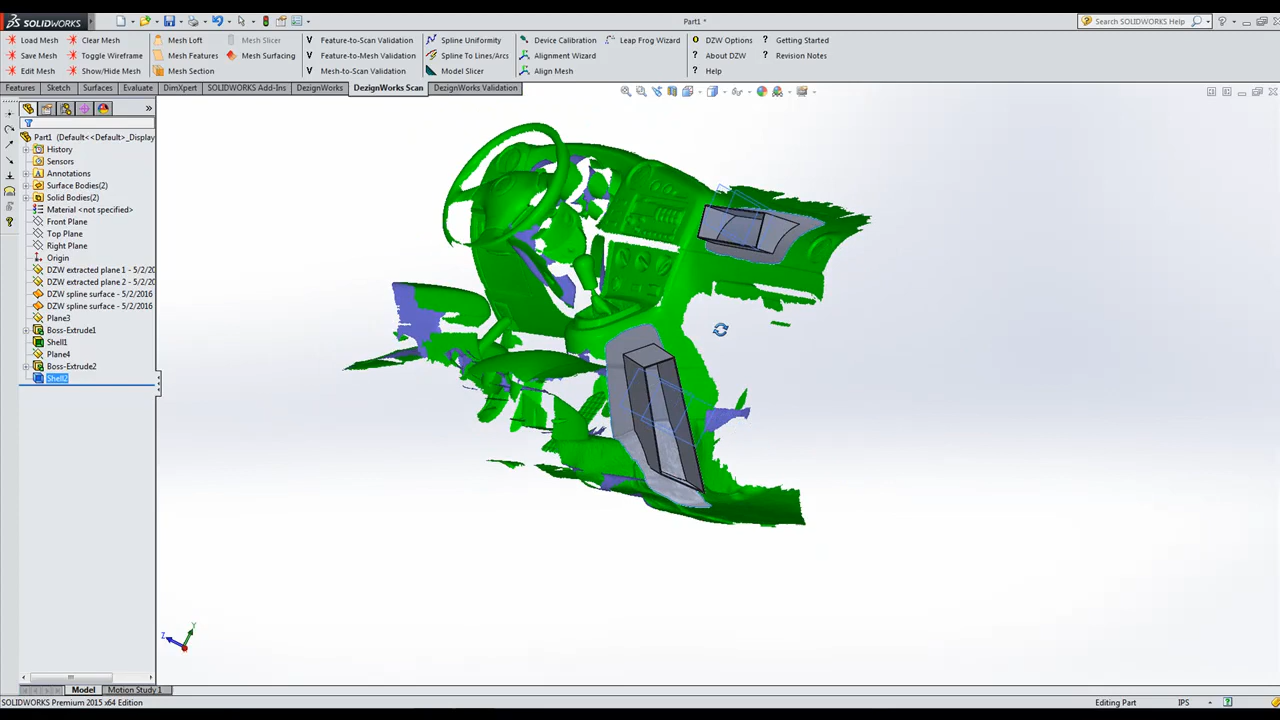 SOLIDWORKS
Part1 *
Search SOLIDWORKS Help
Load Mesh
Clear Mesh
Mesh Loft
Mesh Slicer
Feature-to-Scan Validation
Spline Uniformity
Device Calibration
Leap Frog Wizard
DZW Options
Getting Started
Save Mesh
Toggle Wireframe
Mesh Features
Mesh Surfacing
Feature-to-Mesh Validation
Spline To Lines/Arcs
Alignment Wizard
About DZW
Revision Notes
Edit Mesh
Show/Hide Mesh
Mesh Section
Mesh-to-Scan Validation
Model Slicer
Align Mesh
Help
Features
Sketch
Surfaces
Evaluate
DimXpert
SOLIDWORKS Add-Ins
DezignWorks
DezignWorks Scan
DezignWorks Validation
Part1 (Default<<Default>_Display
History
Sensors
Annotations
Surface Bodies(2)
Solid Bodies(2)
Material <not specified>
Front Plane
Top Plane
Right Plane
Origin
DZW extracted plane 1 - 5/2/20
DZW extracted plane 2 - 5/2/20
DZW spline surface - 5/2/2016
DZW spline surface - 5/2/2016
Plane3
Boss-Extrude1
Shell1
Plane4
Boss-Extrude2
Shell2
Y
Z
Model
Motion Study 1
SOLIDWORKS Premium 2015 x64 Edition
Editing Part
IPS